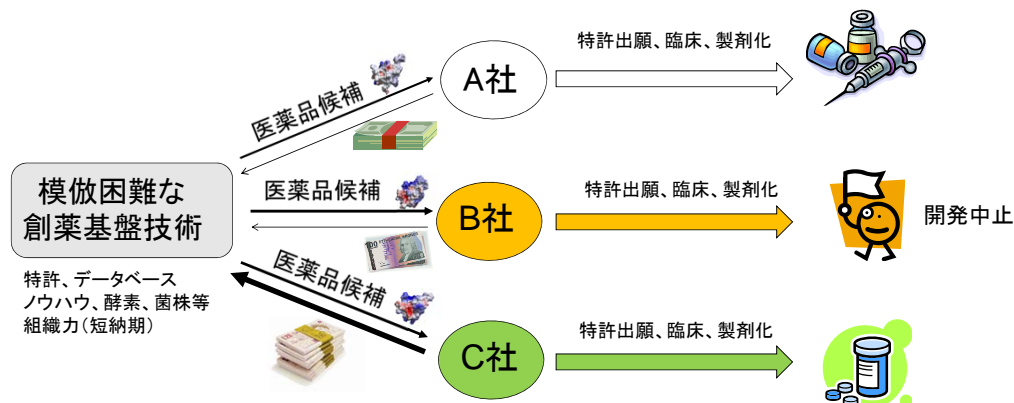 特許出願、臨床、製剤化
医薬品候補
A社
模倣困難な
創薬基盤技術
医薬品候補
B社
特許出願、臨床、製剤化
開発中止
100
特許、データベース
ノウハウ、酵素、菌株等
組織力(短納期)
医薬品候補
C社
特許出願、臨床、製剤化